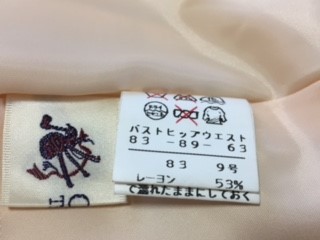 バストヒップウエスト
83 -89- 63
83 9号
レーヨン 53%
で濡れたままにしておく